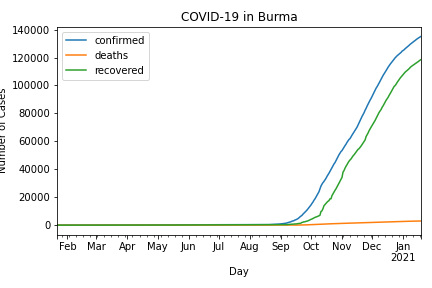 COVID-19 in Burma
140000
120000
100000
80000
60000
40000
20000
0
Number of Cases
confirmed
deaths
recovered
Feb Mar Apr May Jun Jul Aug Sep Oct Nov Dec Jan
2021
Day